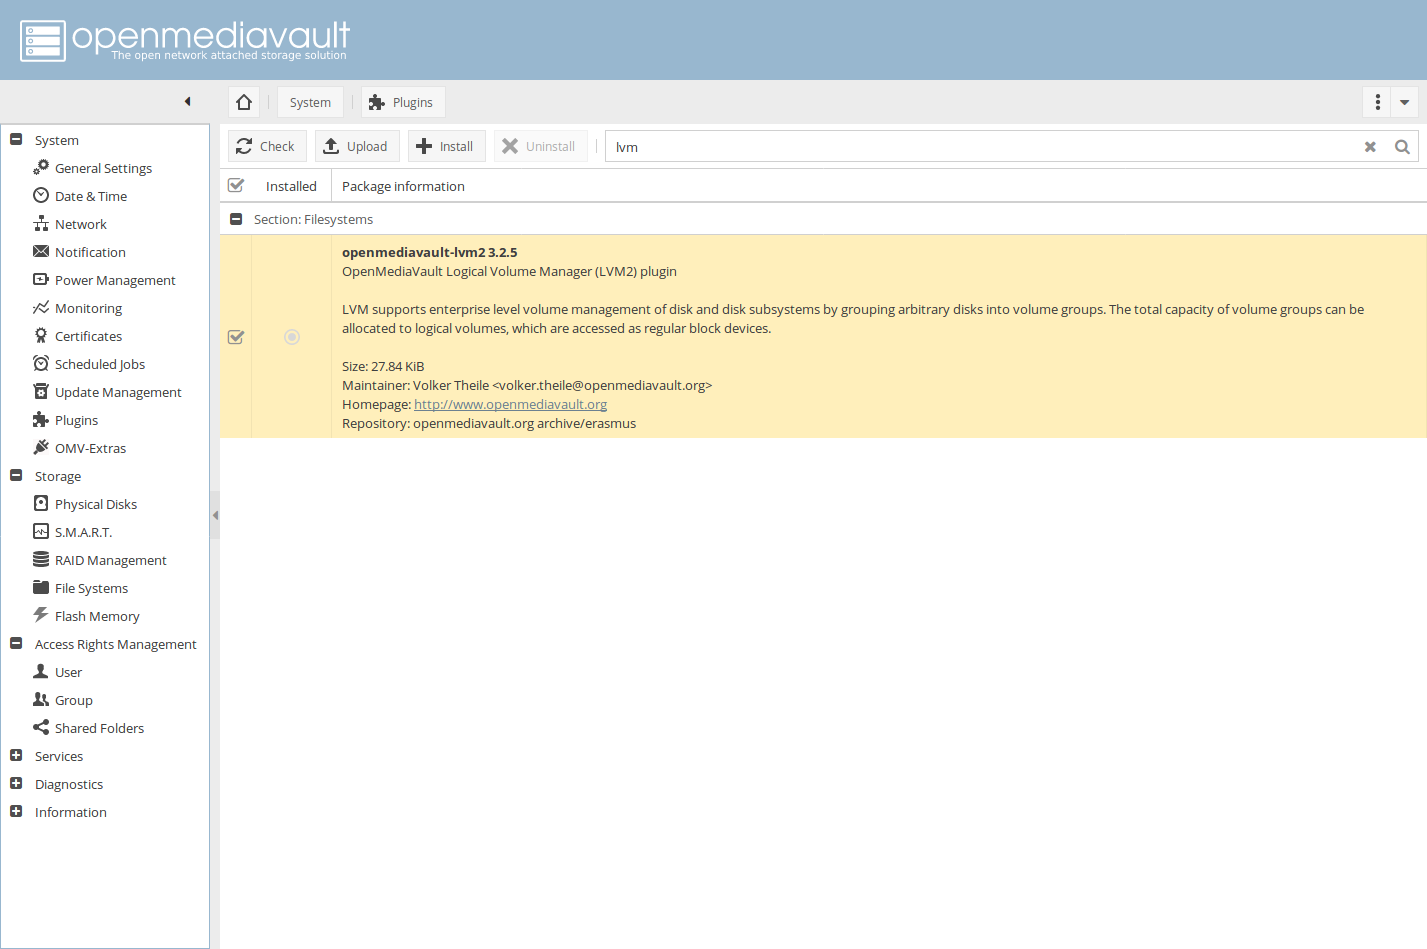 openmediavault
The open network attached storage solution
System
Plugins
System
General Settings
Date & Time
Network
Notification
Power Management
Monitoring
Certificates
Scheduled Jobs
Update Management
Plugins
OMV-Extras
Storage
Physical Disks
S.M.A.R.T.
RAID Management
File Systems
Flash Memory
Access Rights Management
User
Group
Shared Folders
Services
Diagnostics
Information
Check Upload Install Uninstall lvm
Installed Package information
Section: Filesystems
openmediavault-lvm2 3.2.5
OpenMediaVault Logical Volume Manager (LVM2) plugin
LVM supports enterprise level volume management of disk and disk subsystems by grouping arbitrary disks into volume groups. The total capacity of volume groups can be
allocated to logical volumes, which are accessed as regular block devices.
Size: 27.84 KiB
Maintainer: Volker Theile <volker.theile@openmediavault.org>
Homepage: http://www.openmediavault.org
Repository: openmediavault.org archive/erasmus